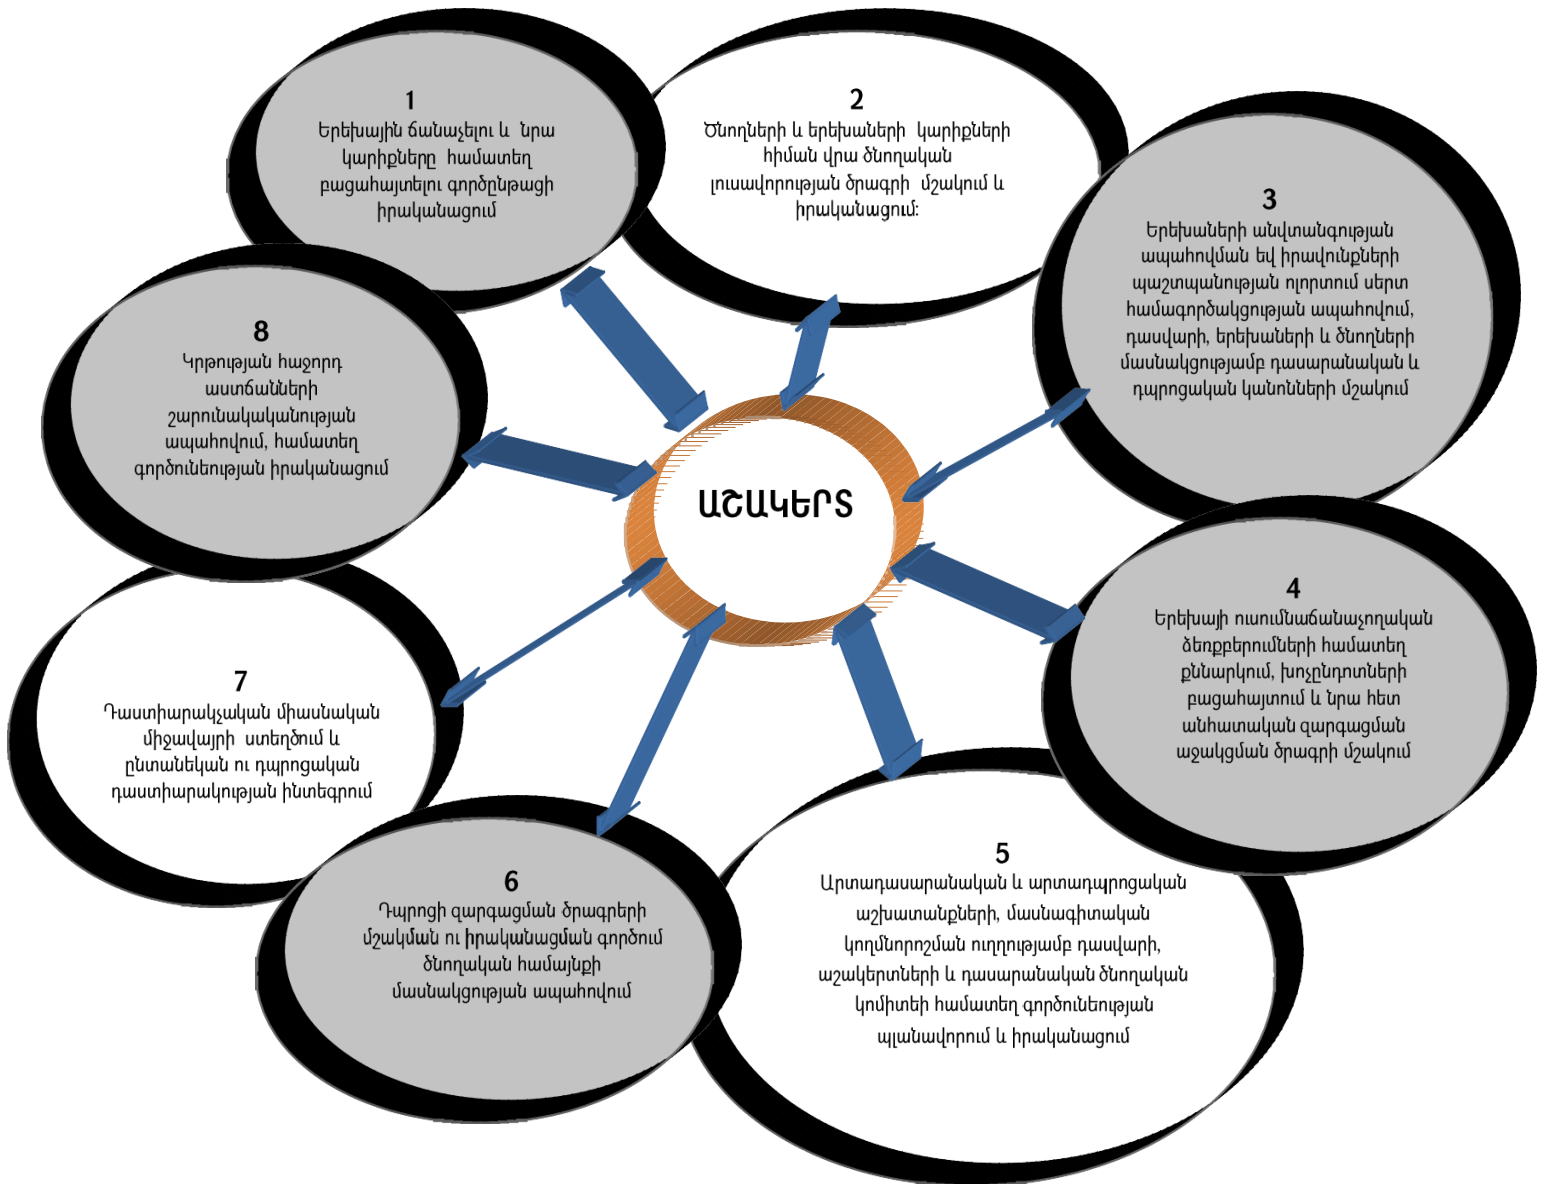 1
Երեխային ճանաչելու և նրա
կարիքները համատեղ
բացահայտելու գործընթացի
իրականացում
2
Ծնողների և երեխաների կարիքների
հիման վրա ծնողական
լուսավորության ծրագրի մշակում և
իրականացում:
3
Երեխաների անվտանգության
ապահովման եվ իրավունքների
պաշտպանության ոլորտում սերտ
համագործակցության ապահովում,
դասվարի, երեխաների և ծնողների
մասնակցությամբ դասարանական և
դպրոցական կանոնների մշակում
4
Երեխայի ուսումնաճանաչողական
ձեռքբերումների համատեղ
քննարկում, խոչընդոտների
բացահայտում և նրա հետ
անհատական զարգացման
աջակցման ծրագրի մշակում
5
Արտադասարանական և արտադպրոցական
աշխատանքների, մասնագիտական
կողմնորոշման ուղղությամբ դասվարի,
աշակերտների և դասարանական ծնողական
կոմիտեի համատեղ գործունեության
պլանավորում և իրականացում
6
Դպրոցի զարգացման ծրագրերի
մշակման ու իրականացման գործում
ծնողական համայնքի
մասնակցության ապահովում
7
Դաստիարակչական միասնական
միջավայրի ստեղծում և
ընտանեկան ու դպրոցական
դաստիարակության ինտեգրում
8
Կրթության հաջորդ
աստճանների
շարունակականության
ապահովում, համատեղ
գործունեության իրականացում
ԱՇԱԿԵՐՏ